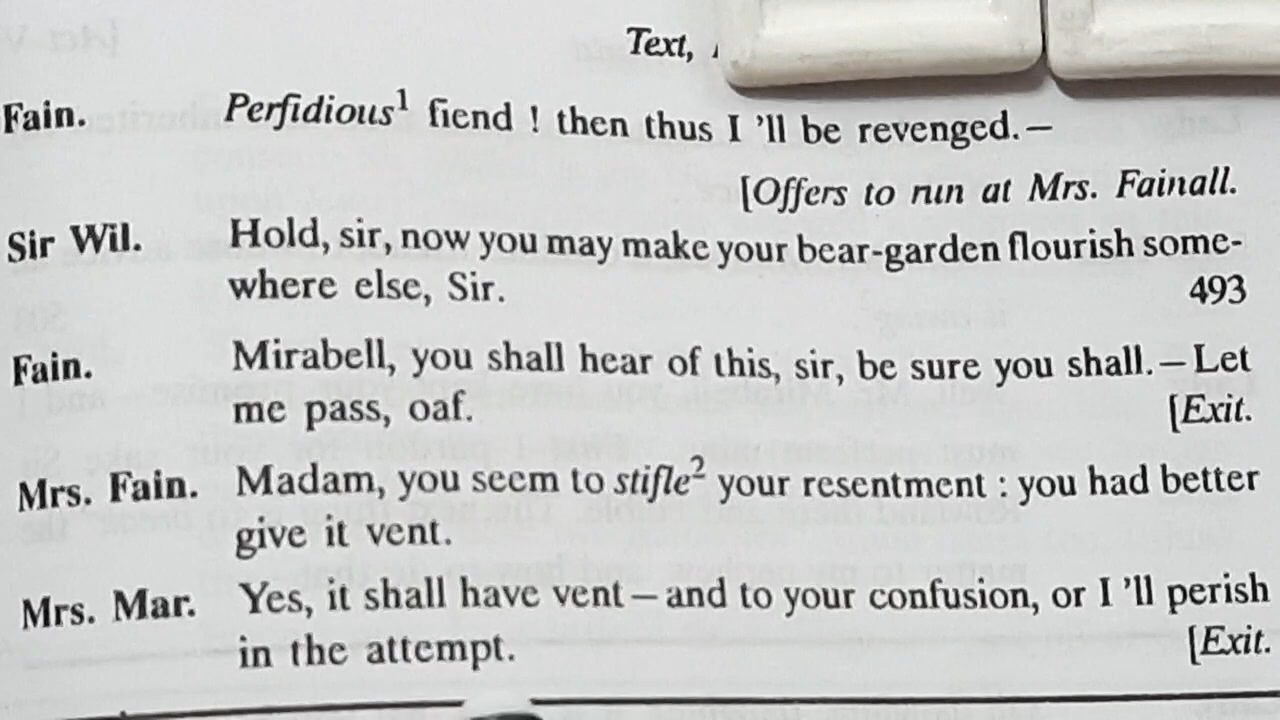 Text,
Fain. Perfidious¹ fiend ! then thus I 'll be revenged.—
[Offers to run at Mrs. Fainall.
Sir Wil. Hold, sir, now you may make your bear-garden flourish some-
where else, Sir. 493
Fain. Mirabell, you shall hear of this, sir, be sure you shall.—Let
me pass, oaf. [Exit.
Mrs. Fain. Madam, you seem to stifle² your resentment : you had better
give it vent.
Mrs. Mar. Yes, it shall have vent—and to your confusion, or I 'll perish
in the attempt. [Exit.